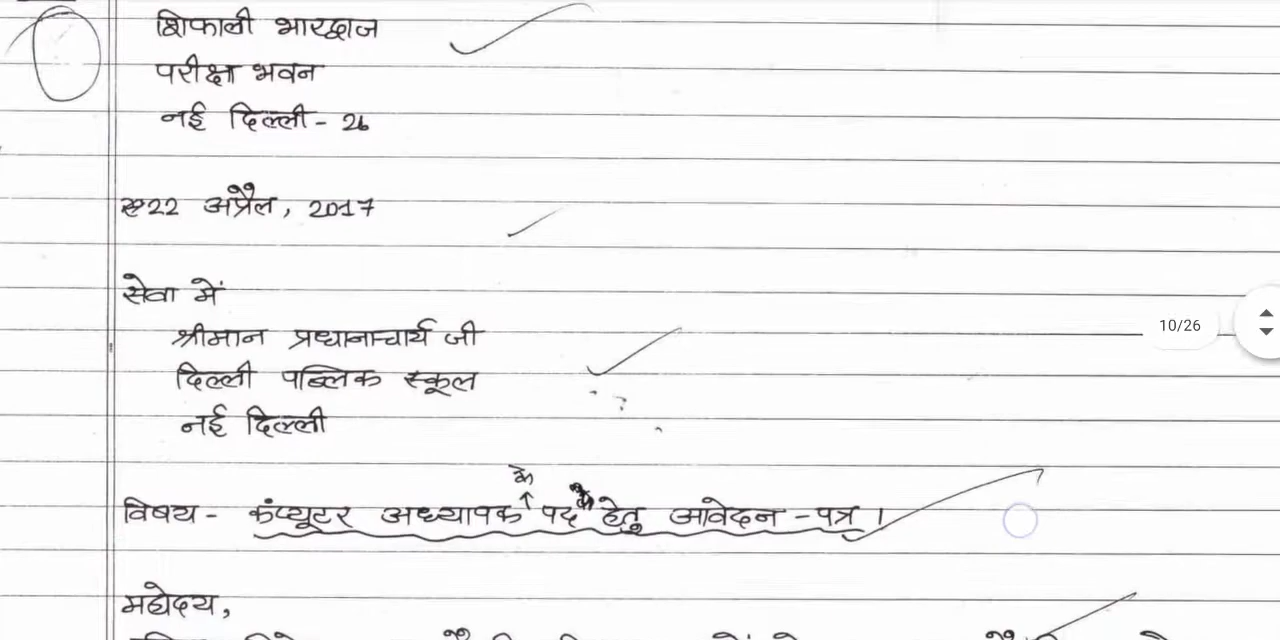 शिफाली भारद्वाज
परीक्षा भवन
नई दिल्ली - 26
22 अप्रैल, 2017
सेवा में
श्रीमान प्रधानाचार्य जी
10/26
दिल्ली पब्लिक स्कूल
नई दिल्ली
के
विषय - कंप्यूटर अध्यापक पद हेतु आवेदन - पत्र ।
महोदय,